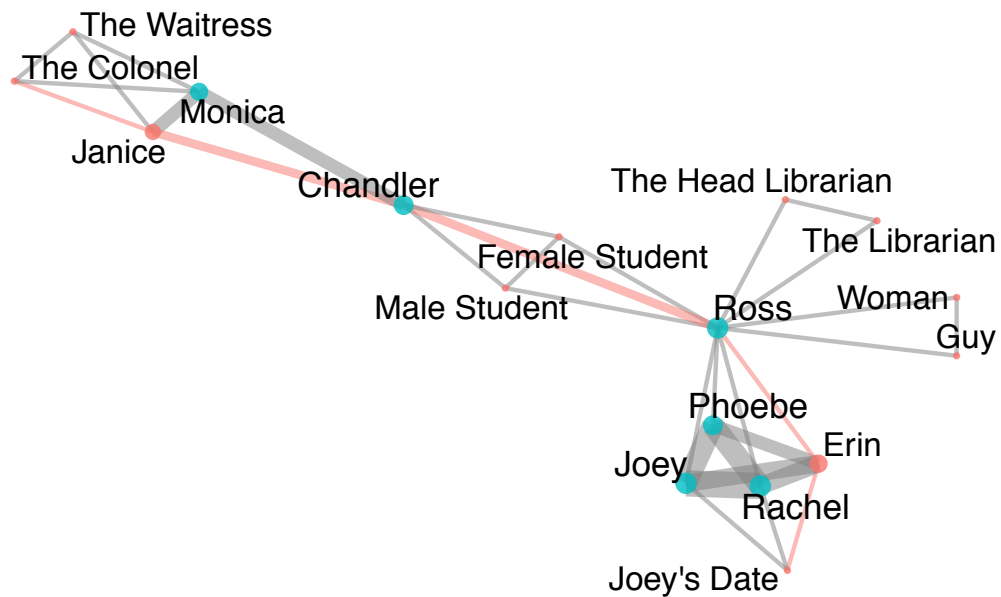 The Waitress
The Colonel
Monica
Janice
Chandler
The Head Librarian
The Librarian
Female Student
Male Student
Woman
Ross
Guy
Phoebe
Erin
Joey
Rachel
Joey's Date